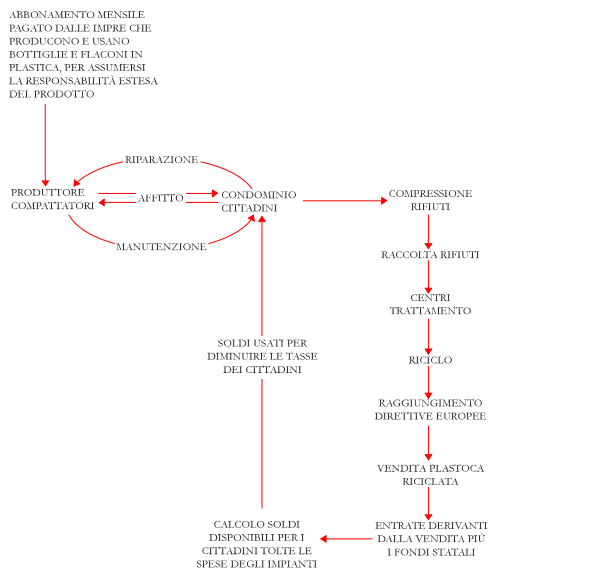 ABBONAMENTO MENSILE
PAGATO DALLE IMPRE CHE
PRODUCONO E USANO
BOTTIGLIE E FLACONI IN
PLASTICA, PER ASSUMERSI
LA RESPONSABILITÀ ESTESA
DEL PRODOTTO
RIPARAZIONE
PRODUTTORE
COMPATTATORI
AFFITTO
CONDOMINIO
CITTADINI
MANUTENZIONE
COMPRESSIONE
RIFIUTI
RACCOLTA RIFIUTI
CENTRI
TRATTAMENTO
RICICLO
RAGGIUNGIMENTO
DIRETTIVE EUROPEE
VENDITA PLASTOCA
RICICLATA
ENTRATE DERIVANTI
DALLA VENDITA PIÙ
I FONDI STATALI
CALCOLO SOLDI
DISPONIBILI PER I
CITTADINI TOLTE LE
SPESE DEGLI IMPIANTI
SOLDI USATI PER
DIMINUIRE LE TASSE
DEI CITTADINI